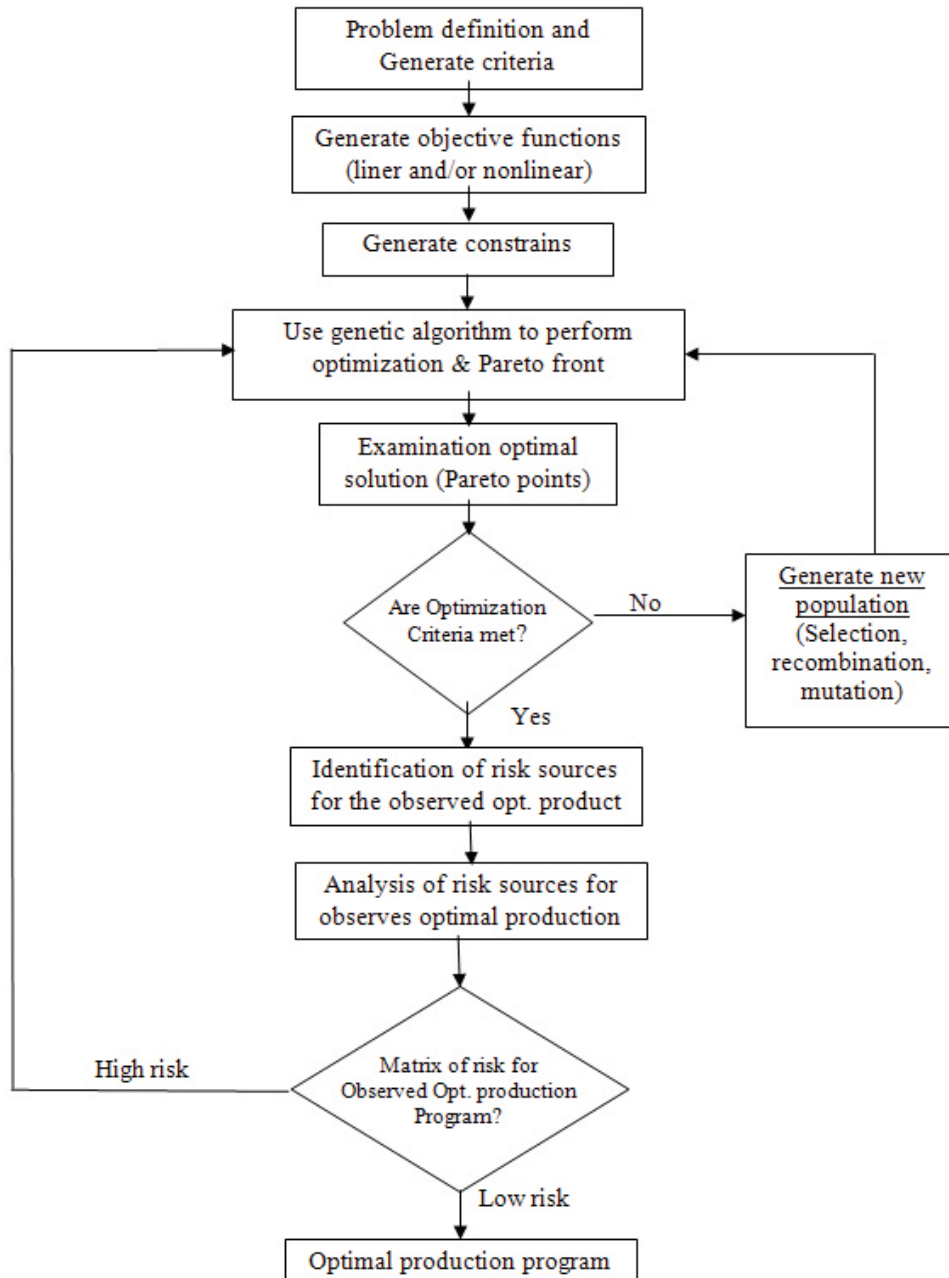 Problem definition and
Generate criteria
Generate objective functions
(liner and/or nonlinear)
Generate constrains
Use genetic algorithm to perform
optimization & Pareto front
Examination optimal
solution (Pareto points)
Are Optimization
Criteria met?
No
Generate new
population
(Selection,
recombination,
mutation)
Yes
Identification of risk sources
for the observed opt. product
Analysis of risk sources for
observes optimal production
High risk
Matrix of risk for
Observed Opt. production
Program?
Low risk
Optimal production program